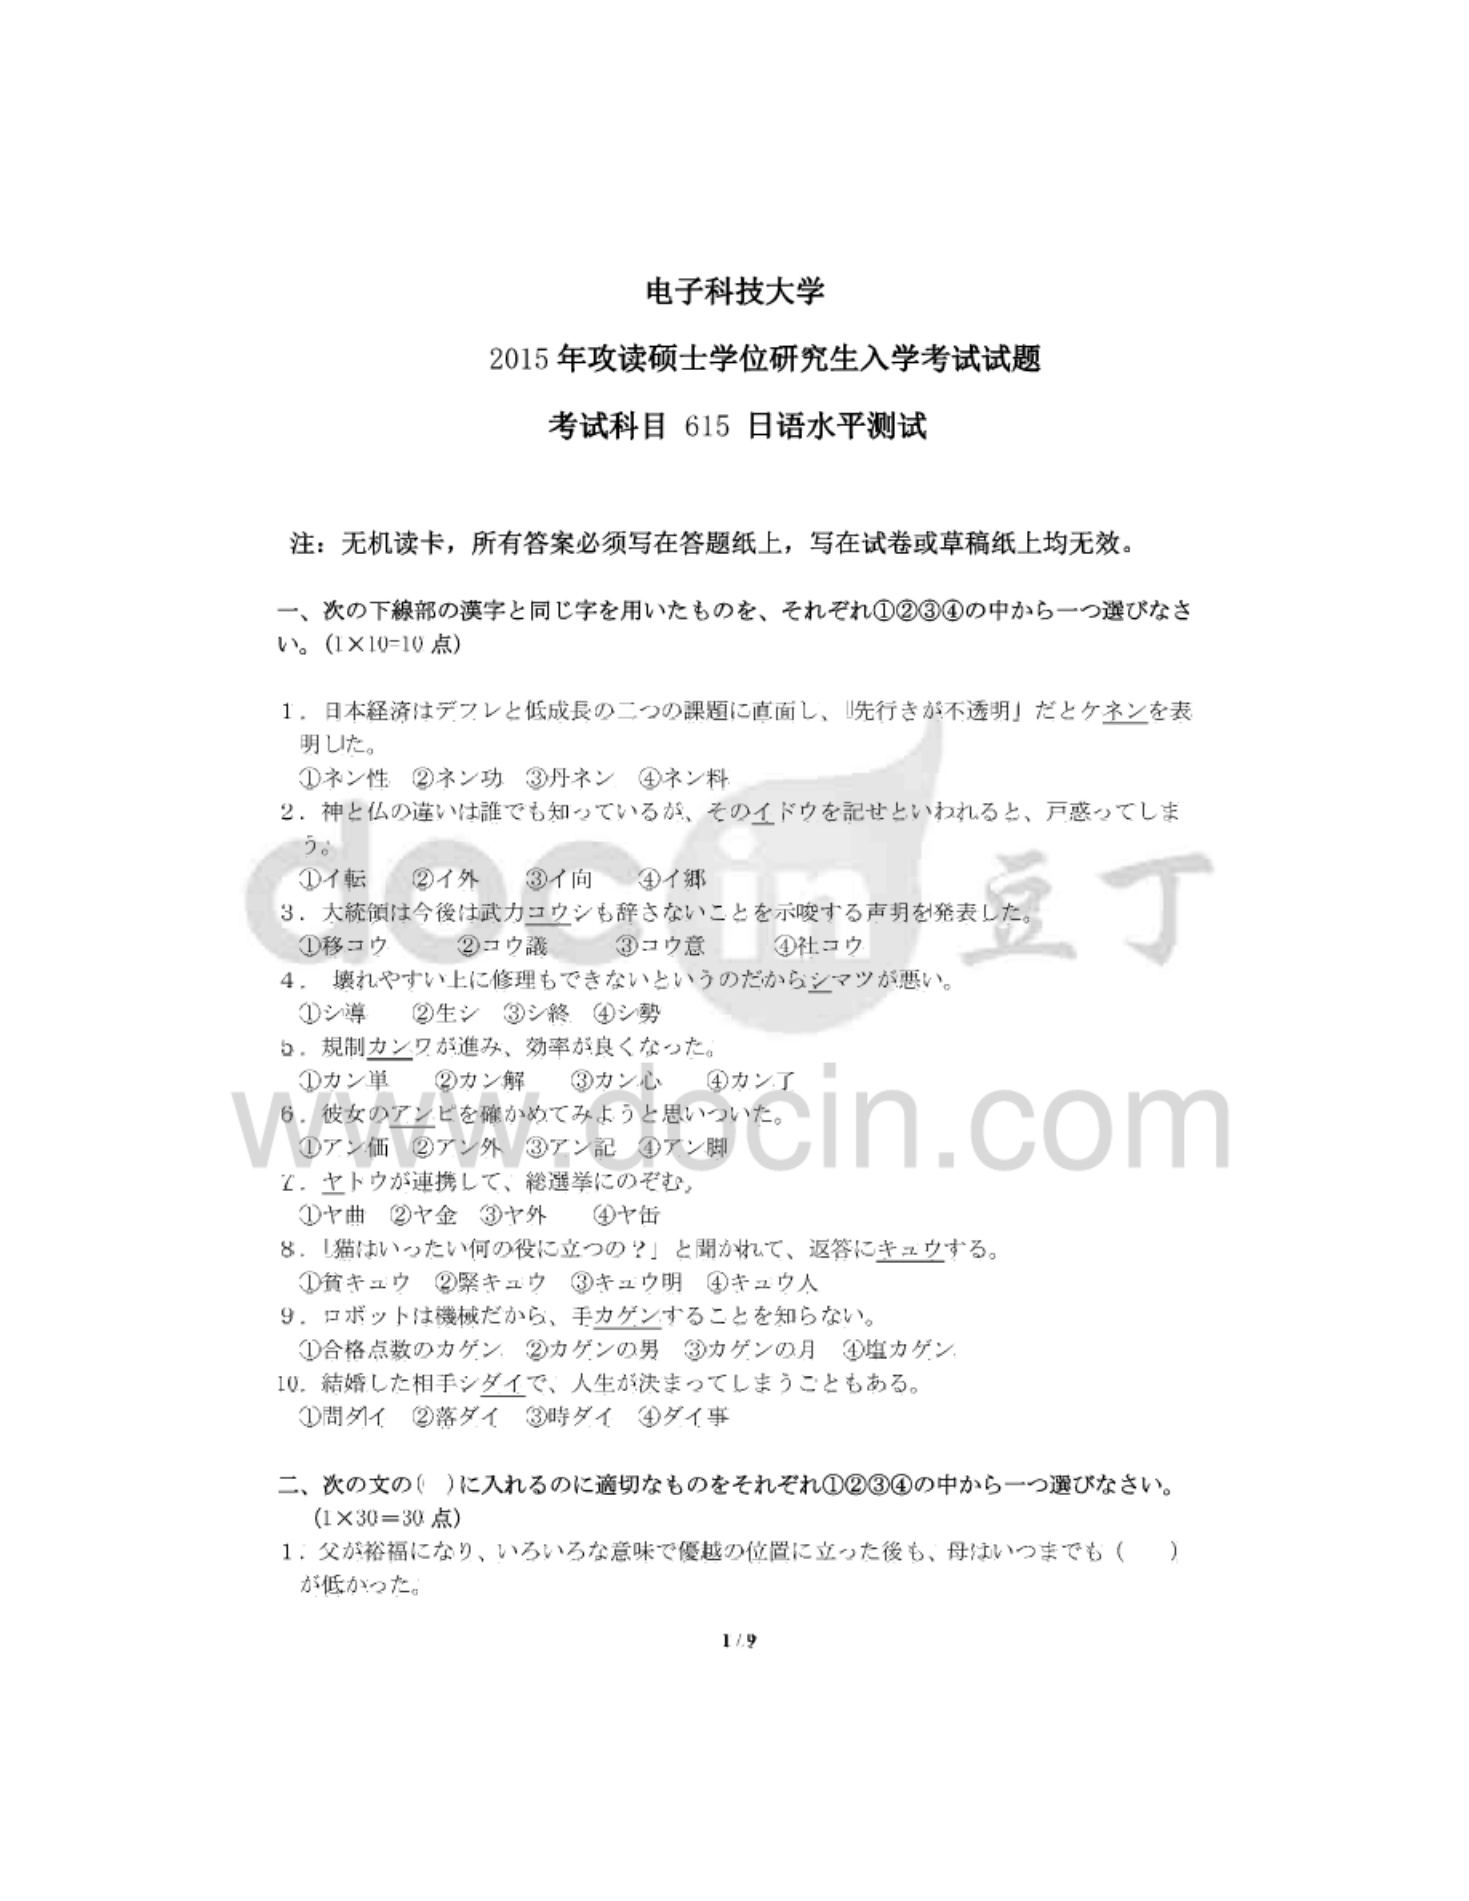 电子科技大学
2015 年攻读硕士学位研究生入学考试试题
考试科目 615 日语水平测试
注：无机读卡，所有答案必须写在答题纸上，写在试卷或草稿纸上均无效。
一、次の下線部の漢字と同じ字を用いたものを、それぞれ①②③④の中から一つ選びなさ
い。(1×10=10 点)
1．日本経済はデフレと低成長の二つの課題に直面し、「先行きが不透明」だとケネンを表
明した。
①ネン性 ②ネン功 ③丹ネン ④ネン料
2．神と仏の違いは誰でも知っているが、そのイドウを記せといわれると、戸惑ってしま
う。
①イ転 ②イ外 ③イ向 ④イ郷
3．大統領は今後は武力コウシも辞さないことを示唆する声明を発表した。
①移コウ ②コウ議 ③コウ意 ④社コウ
4． 壊れやすい上に修理もできないというのだからシマツが悪い。
①シ導 ②生シ ③シ終 ④シ勢
5．規制カンワが進み、効率が良くなった。
①カン単 ②カン解 ③カン心 ④カン了
6．彼女のアンピを確かめてみようと思いついた。
①アン価 ②アン外 ③アン記 ④アン脚
7．ヤトウが連携して、総選挙にのぞむ。
①ヤ曲 ②ヤ金 ③ヤ外 ④ヤ缶
8．「猫はいったい何の役に立つの？」と聞かれて、返答にキュウする。
①貧キュウ ②緊キュウ ③キュウ明 ④キュウ人
9．ロボットは機械だから、手カゲンすることを知らない。
①合格点数のカゲン ②カゲンの男 ③カゲンの月 ④塩カゲン
10．結婚した相手シダイで、人生が決まってしまうこともある。
①問ダイ ②落ダイ ③時ダイ ④ダイ事
二、次の文の( )に入れるのに適切なものをそれぞれ①②③④の中から一つ選びなさい。
(1×30＝30 点)
1．父が裕福になり、いろいろな意味で優越の位置に立った後も、母はいつまでも（ ）
が低かった。
1 / 9
docin 豆丁
www.docin.com